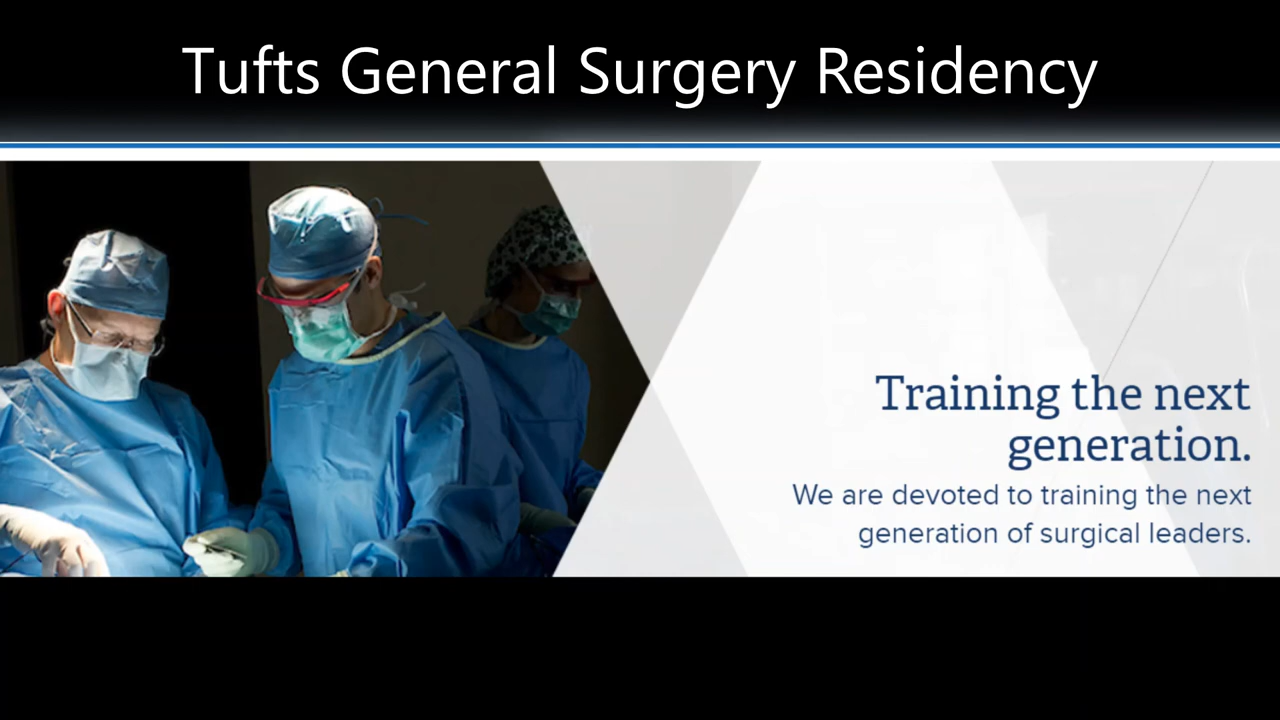 Tufts General Surgery Residency
Training the next
generation.
We are devoted to training the next
generation of surgical leaders.